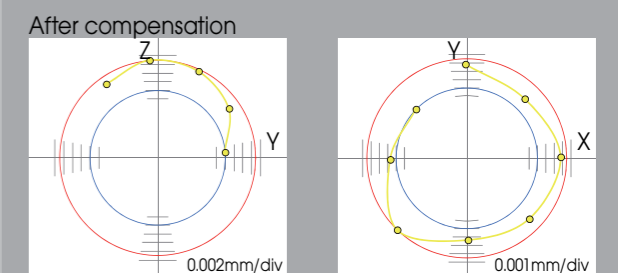 After compensation
Z
Y
0.002mm/div
Y
X
0.001mm/div